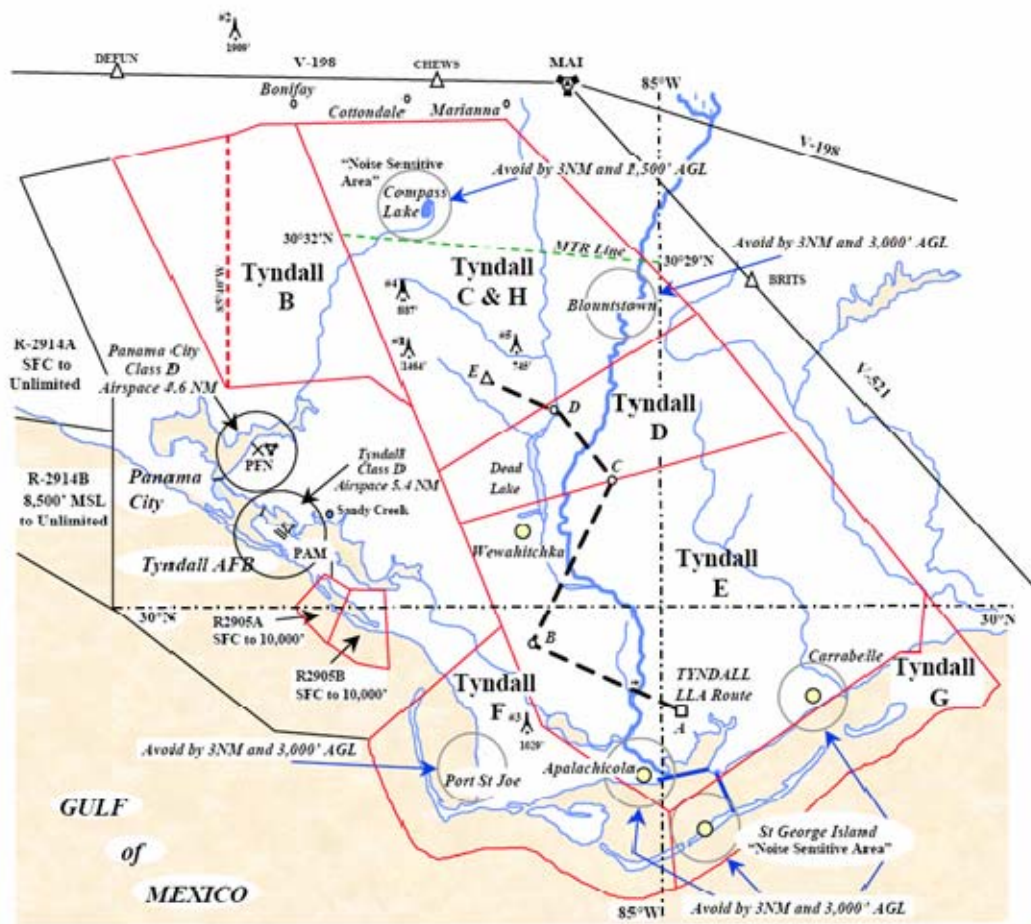 #2
1909'
DEFUN
V-198
CHEWS
MAI
85°W
Bonifay
Cottondale
Marianna
V-198
"Noise Sensitive
Area"
Avoid by 3NM and 1,500' AGL
Compass
Lake
30°32'N
MTR Line
30°29'N
Avoid by 3NM and 3,000' AGL
Tyndall
B
Tyndall
C & H
Blountstown
BRITS
#4
887'
R-2914A
SFC to
Unlimited
Panama City
Class D
Airspace 4.6 NM
1464'
#5
745'
E
V-521
D
Tyndall
D
PFN
Tyndall
Class D
Airspace 5.4 NM
Dead
Lake
C
R-2914B
8,500' MSL
to Unlimited
Panama
City
Sandy Creek
Wewahitchka
Tyndall AFB
PAM
Tyndall
E
30°N
R2905A
SFC to 10,000'
30°N
R2905B
SFC to 10,000'
B
Carrabelle
Tyndall
F
TYNDALL
LLA Route
Tyndall
G
#3
1029'
A
Avoid by 3NM and 3,000' AGL
Port St Joe
Apalachicola
GULF
of
MEXICO
St George Island
"Noise Sensitive Area"
85°W
Avoid by 3NM and 3,000' AGL